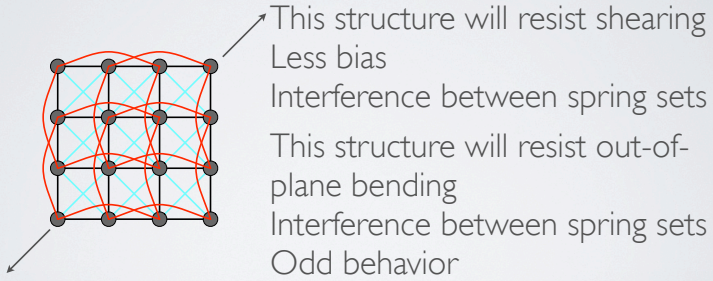 This structure will resist shearing
Less bias
Interference between spring sets
This structure will resist out-of-
plane bending
Interference between spring sets
Odd behavior